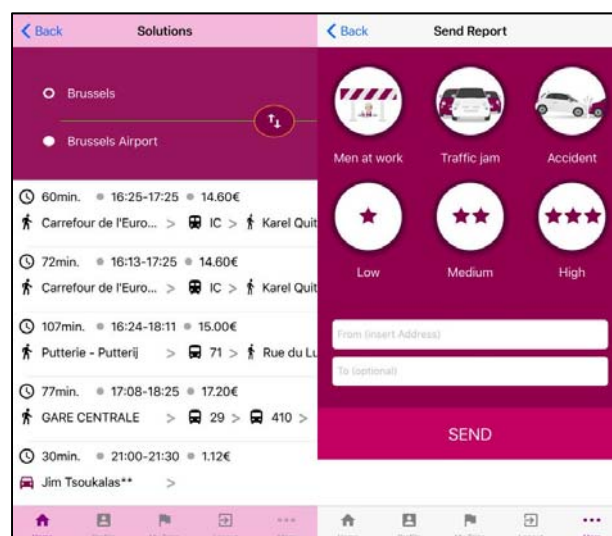 Back Solutions
Brussels
Brussels Airport
60min. 16:25-17:25 14.60€
Carrefour de l'Euro... > IC > Karel Quit
72min. 16:13-17:25 14.60€
Carrefour de l'Euro... > IC > Karel Quit
107min. 16:24-18:11 15.00€
Putterie - Putterij > 71 > Rue du Lu
77min. 17:08-18:25 17.20€
GARE CENTRALE > 29 > 410 >
30min. 21:00-21:30 1.12€
Jim Tsoukalas** >
Back Send Report
Men at work Traffic jam Accident
Low Medium High
From (insert Address)
To (optional)
SEND